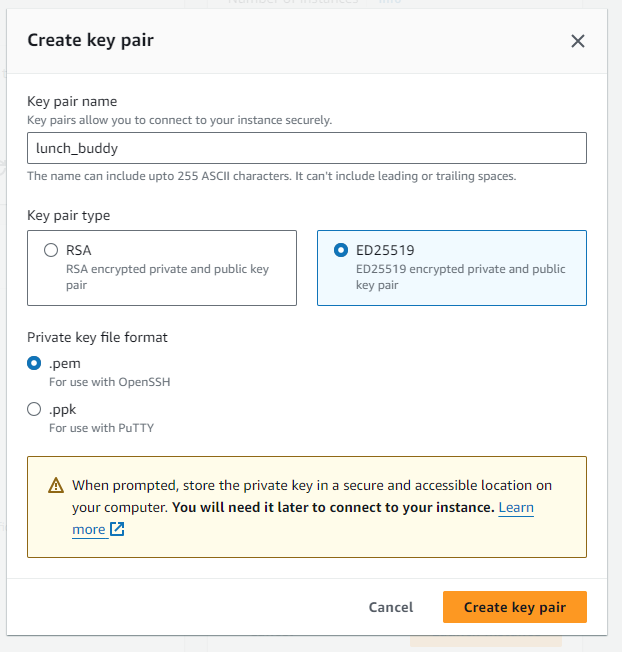 Number of instances
Info
Create key pair
Key pair name
Key pairs allow you to connect to your instance securely.
lunch_buddy
The name can include upto 255 ASCII characters. It can't include leading or trailing spaces.
Key pair type
RSA
RSA encrypted private and public key
pair
ED25519
ED25519 encrypted private and public
key pair
Private key file format
.pem
For use with OpenSSH
.ppk
For use with PuTTY
When prompted, store the private key in a secure and accessible location on
your computer. You will need it later to connect to your instance. Learn
more
Cancel
Create key pair